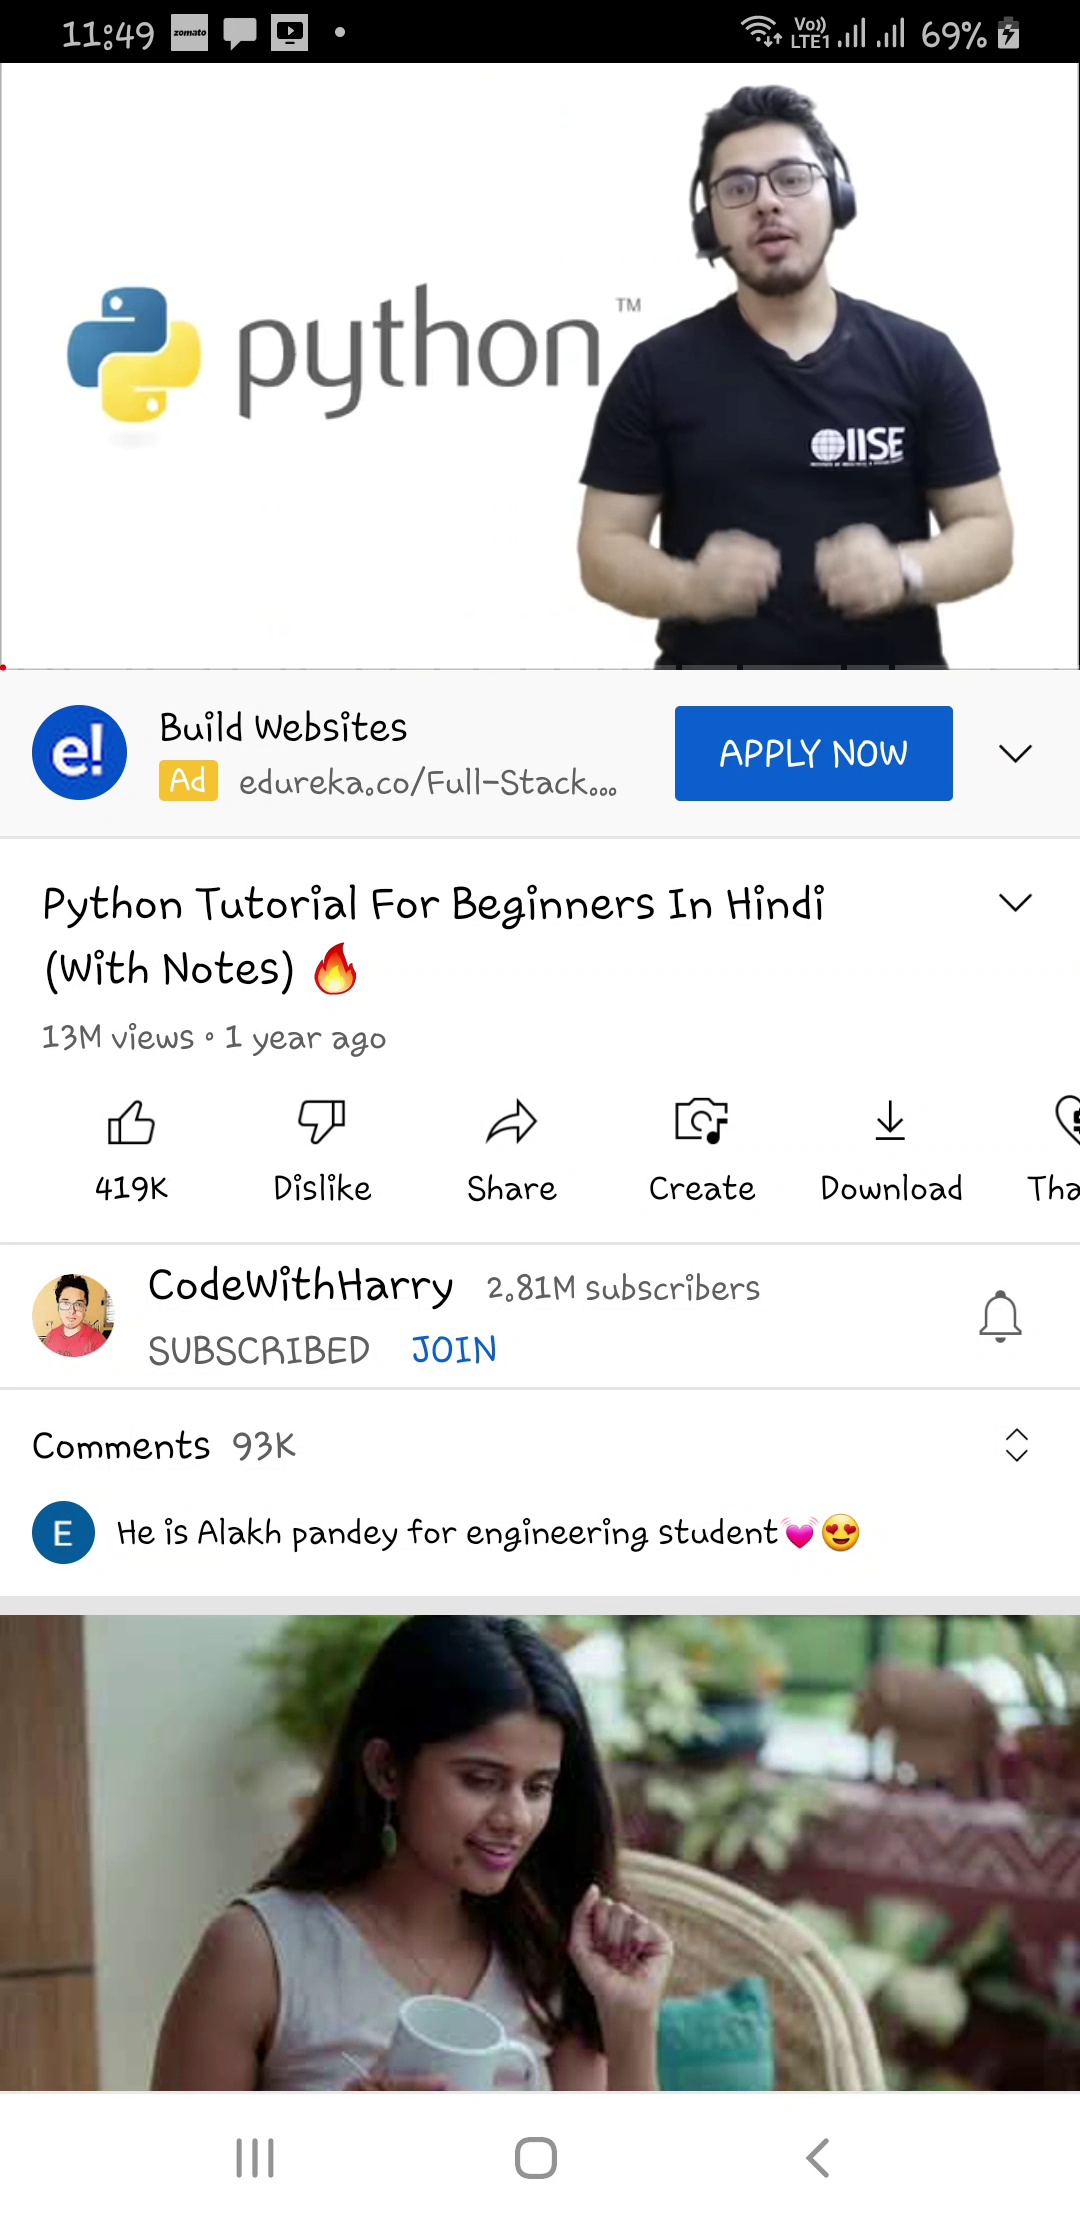 11:49 zomato Vo)) LTE1 69%
python™
IISE
e! Build Websites
Ad edureka.co/Full-Stack...
APPLY NOW
Python Tutorial For Beginners In Hindi
(With Notes) 🔥
13M views • 1 year ago
419K Dislike Share Create Download Tha
CodeWithHarry 2.81M subscribers
SUBSCRIBED JOIN
Comments 93K
E He is Alakh pandey for engineering student💓😍